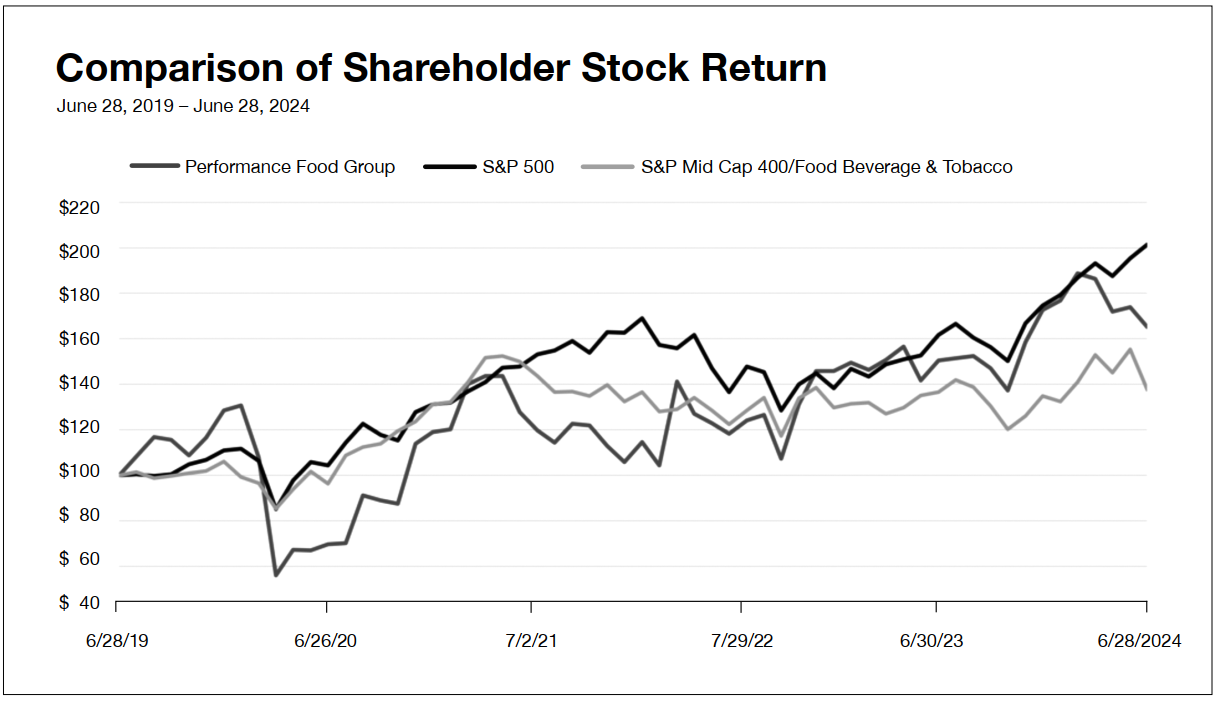 Comparison of Shareholder Stock Return
June 28, 2019 – June 28, 2024
Performance Food Group S&P 500 S&P Mid Cap 400/Food Beverage & Tobacco
$220
$200
$180
$160
$140
$120
$100
$ 80
$ 60
$ 40
6/28/19 6/26/20 7/2/21 7/29/22 6/30/23 6/28/2024